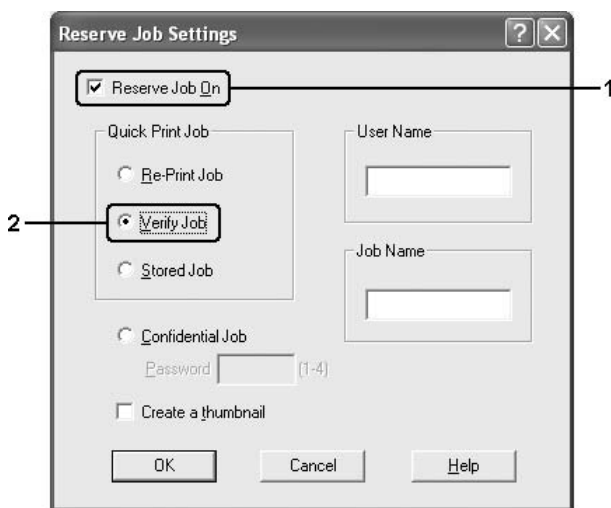 Reserve Job Settings
Reserve Job On
1
Quick Print Job
User Name
Re-Print Job
2
Verify Job
Job Name
Stored Job
Confidential Job
Password (1-4)
Create a thumbnail
OK Cancel Help